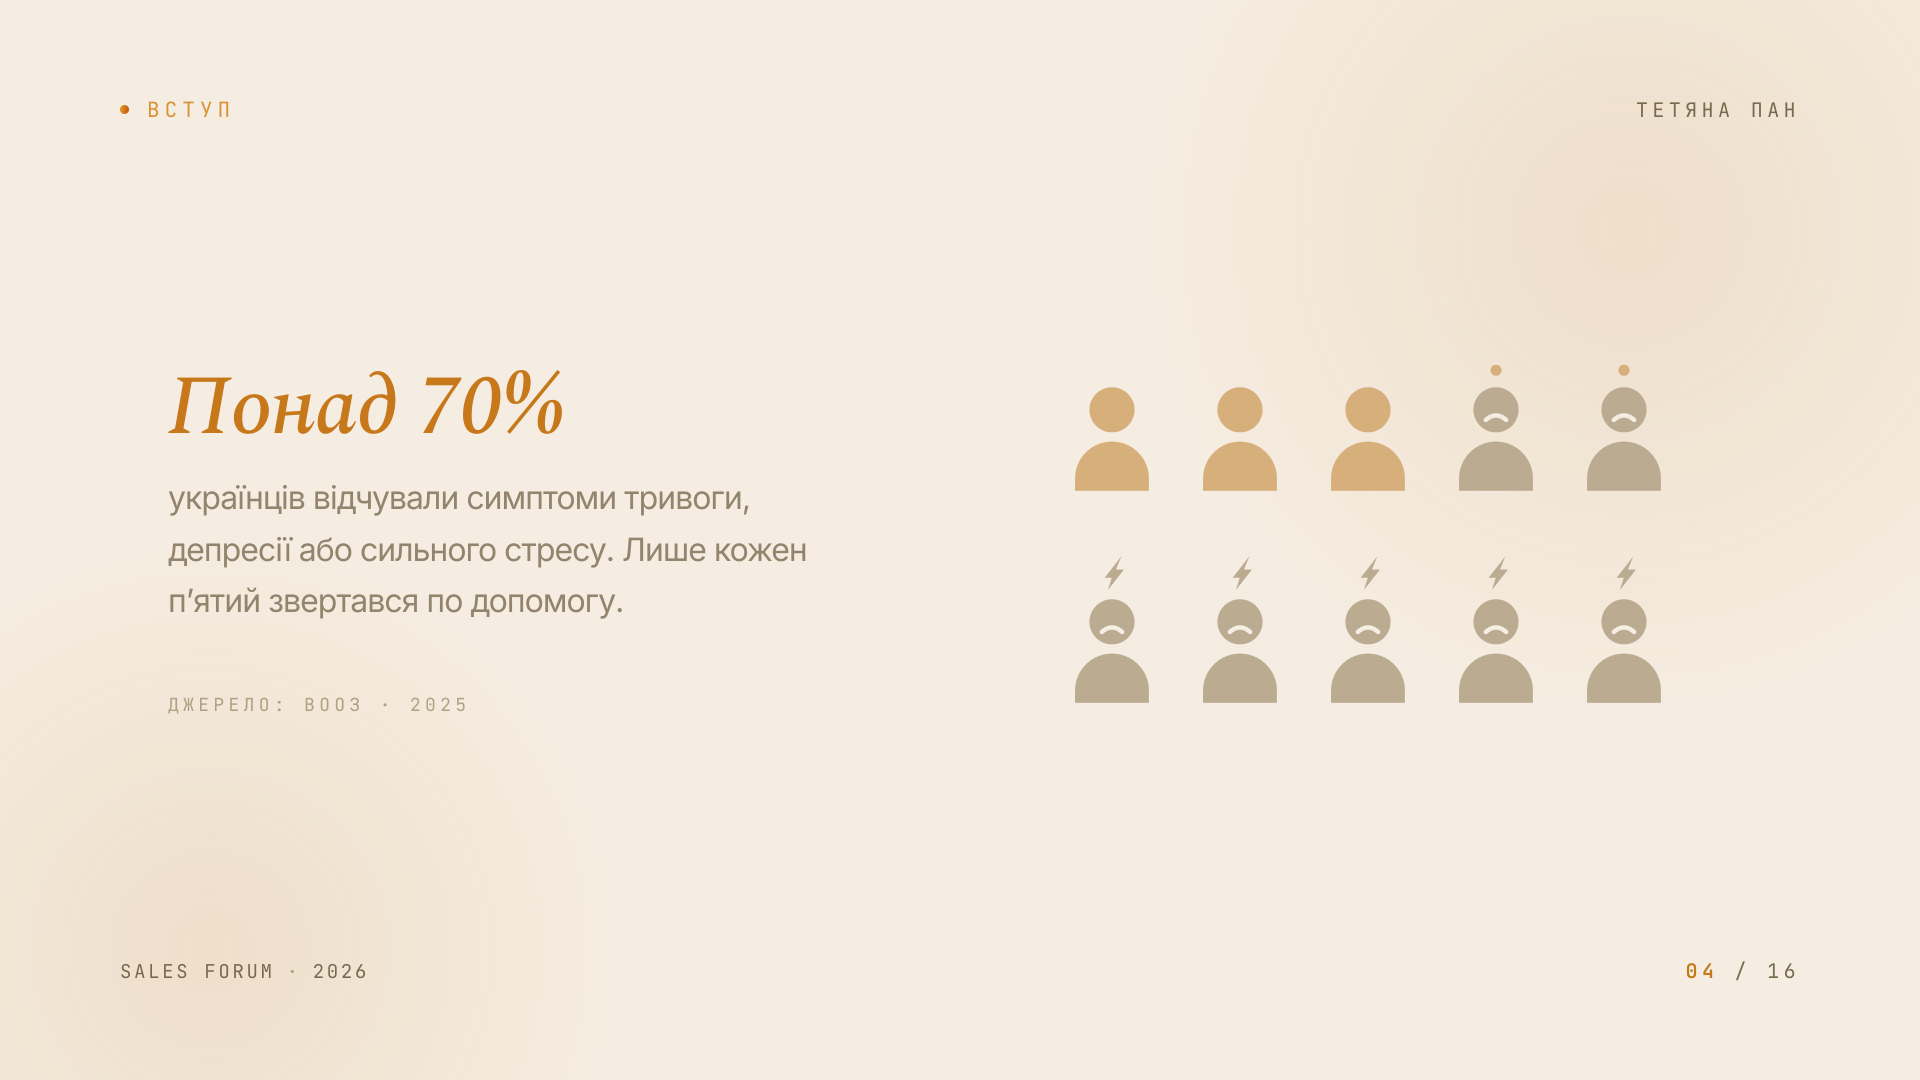 ВСТУП
ТЕТЯНА ПАН
Понад 70%
українців відчували симптоми тривоги,
депресії або сильного стресу. Лише кожен
п’ятий звертався по допомогу.
ДЖЕРЕЛО: ВООЗ · 2025
SALES FORUM · 2026
04 / 16